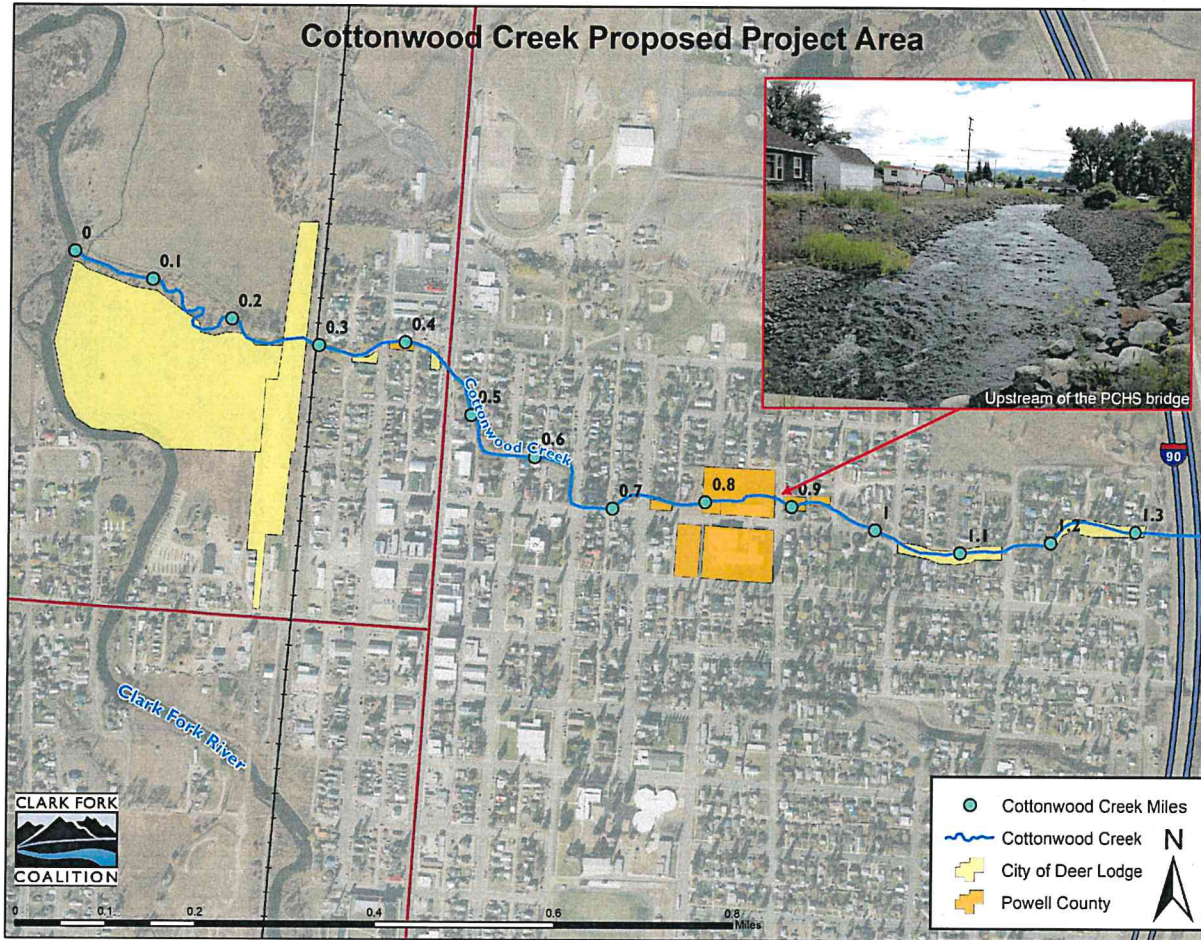 Cottonwood Creek Proposed Project Area
Upstream of the PCHS bridge
0
0.1
0.2
0.3
0.4
0.5
0.6
0.7
0.8
0.9
1
1.1
1.2
1.3
Cottonwood Creek
90
Clark Fork River
CLARK FORK
COALITION
0
0.1
0.2
0.4
0.6
0.8
Miles
Cottonwood Creek Miles
Cottonwood Creek
City of Deer Lodge
Powell County
N